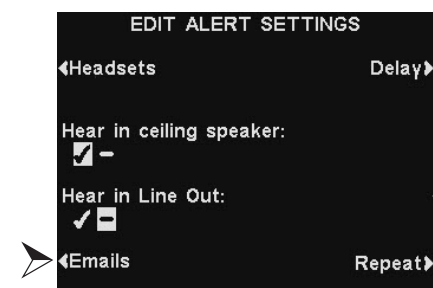 EDIT ALERT SETTINGS
Headsets Delay
Hear in ceiling speaker:
✓ –
Hear in Line Out:
✓ –
Emails Repeat